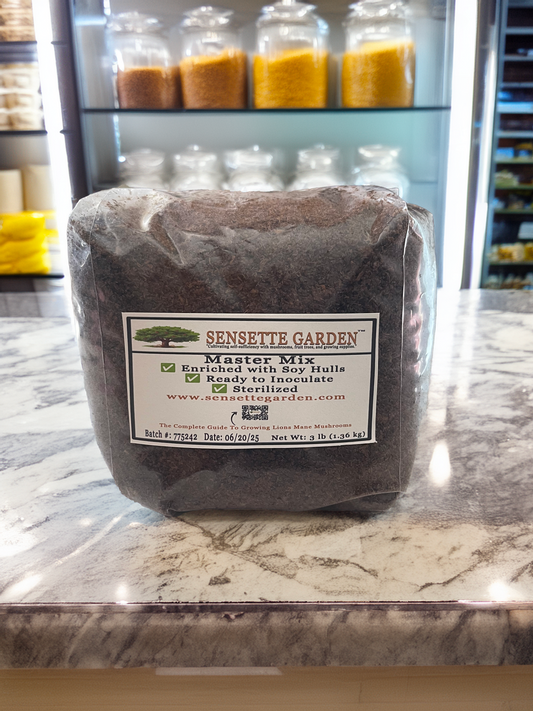 SENSETTE GARDEN™
"Cultivating self-sufficiency with mushrooms, fruit trees, and growing supplies.
Master Mix
✅ Enriched with Soy Hulls
✅ Ready to Inoculate
✅ Sterilized
www.sensettegarden.com
The Complete Guide To Growing Lions Mane Mushrooms
Batch #: 775242 Date: 06/20/25 Net Wt: 3 lb (1.36 kg)